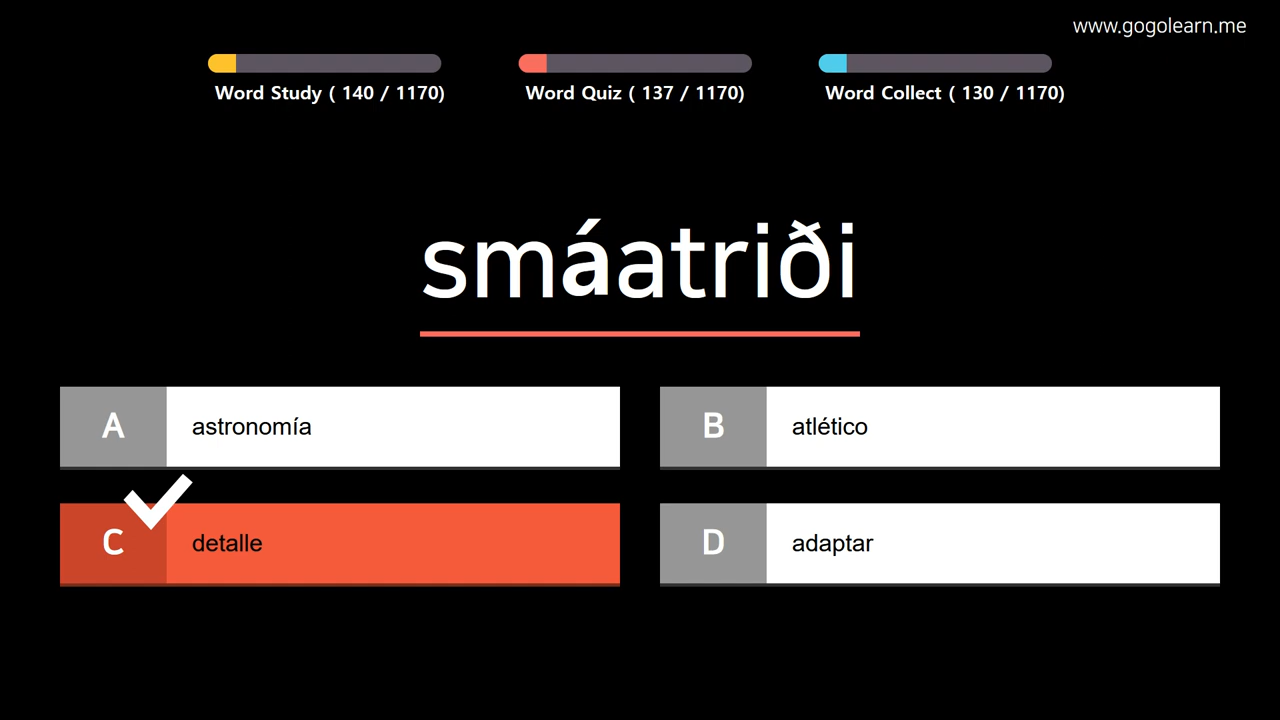 www.gogolearn.me
Word Study ( 140 / 1170)
Word Quiz ( 137 / 1170)
Word Collect ( 130 / 1170)
smáatriði
A astronomía
B atlético
C detalle
D adaptar